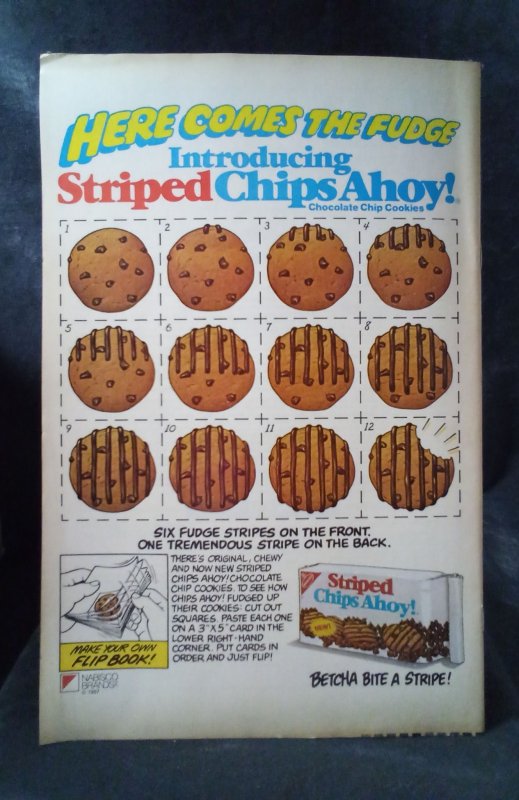 HERE COMES THE FUDGE
Introducing
Striped Chips Ahoy!®
Chocolate Chip Cookies
1 2 3 4
5 6 7 8
9 10 11 12
SIX FUDGE STRIPES ON THE FRONT.
ONE TREMENDOUS STRIPE ON THE BACK.
THERE'S ORIGINAL, CHEWY
AND NOW NEW STRIPED
CHIPS AHOY! CHOCOLATE
CHIP COOKIES. TO SEE HOW
CHIPS AHOY! FUDGED UP
THEIR COOKIES: CUT OUT
SQUARES. PASTE EACH ONE
ON A 3"X5" CARD IN THE
LOWER RIGHT-HAND
CORNER. PUT CARDS IN
ORDER AND JUST FLIP!
MAKE YOUR OWN
FLIP BOOK!
NABISCO
BRANDS
© 1987
Striped
Chips Ahoy!
BETCHA BITE A STRIPE!